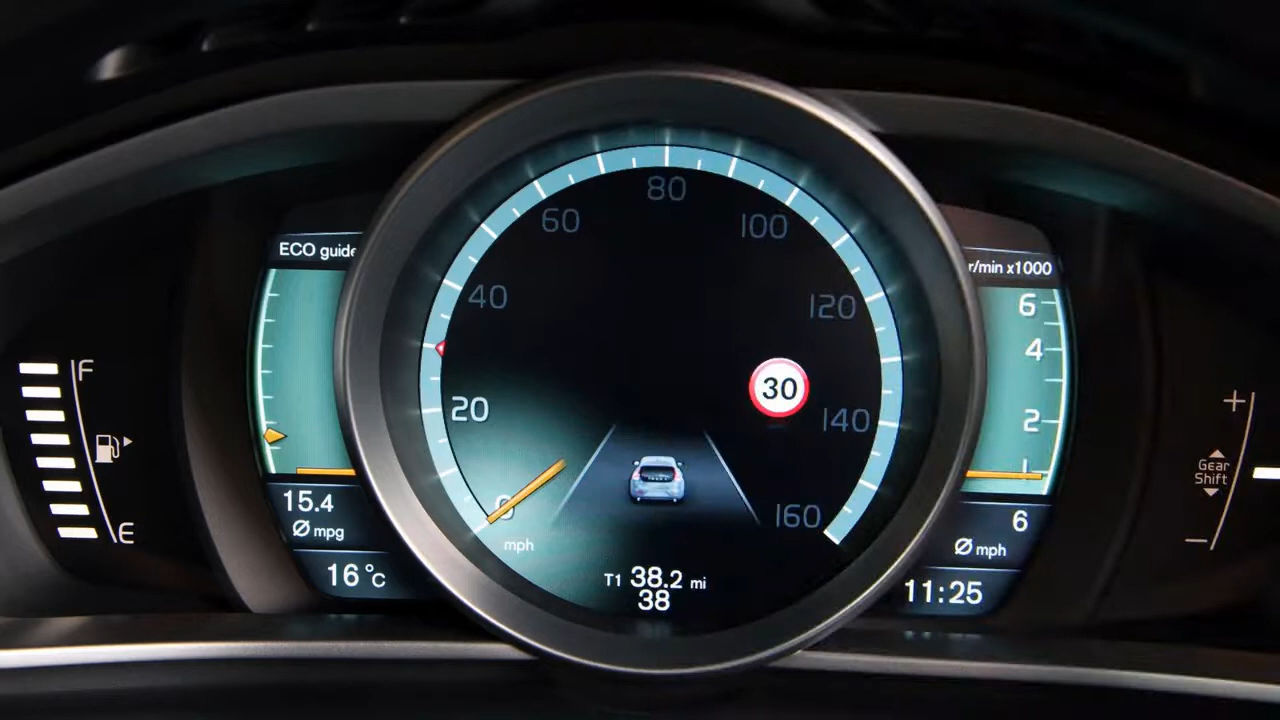 80
60
100
ECO guide
r/min x1000
40
120
6
4
F
30
+
20
140
2
Gear
Shift
15.4
0
160
6
Ø mpg
E
mph
Ø mph
−
16°c
T1 38.2 mi
11:25
38